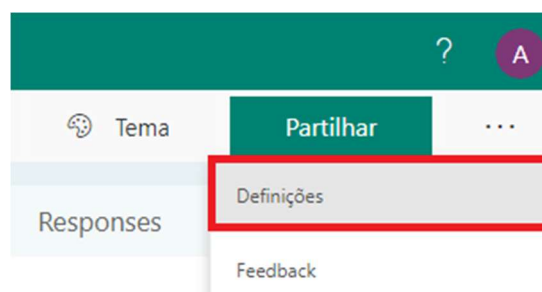 ? A
Tema Partilhar ...
Definições
Responses
Feedback